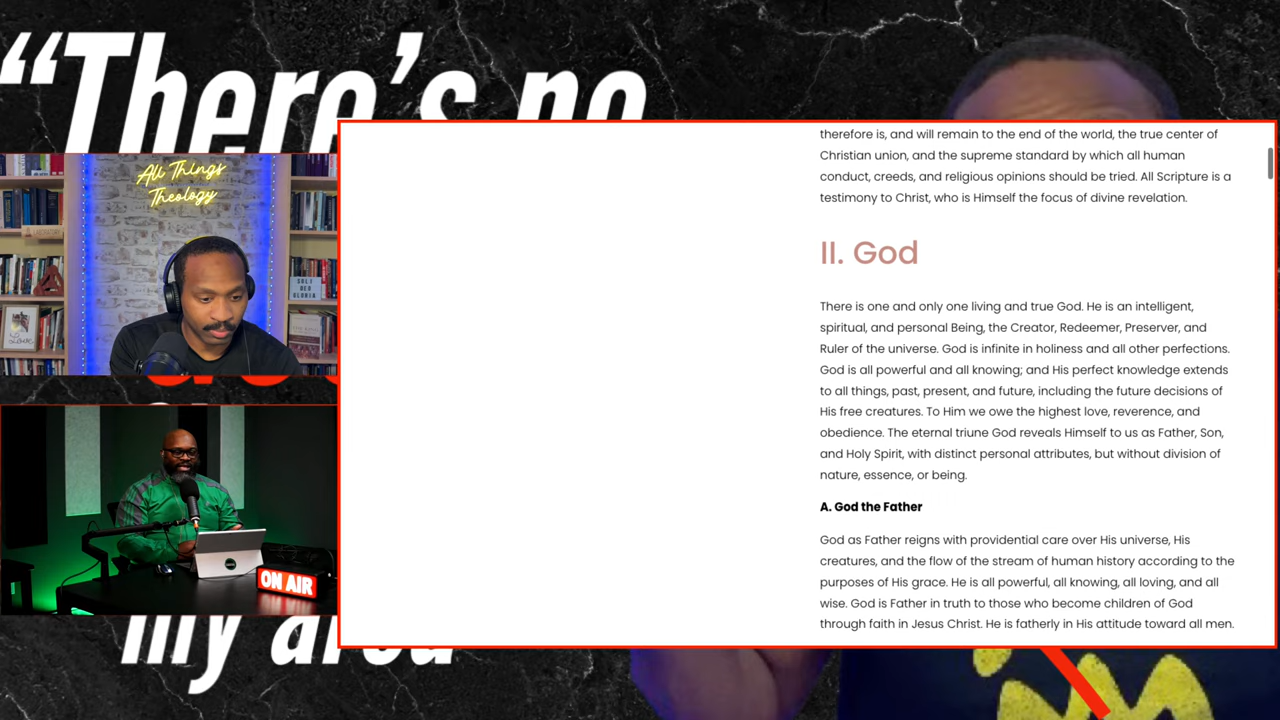 “There’s no
therefore is, and will remain to the end of the world, the true center of
Christian union, and the supreme standard by which all human
conduct, creeds, and religious opinions should be tried. All Scripture is a
testimony to Christ, who is Himself the focus of divine revelation.
II. God
There is one and only one living and true God. He is an intelligent,
spiritual, and personal Being, the Creator, Redeemer, Preserver, and
Ruler of the universe. God is infinite in holiness and all other perfections.
God is all powerful and all knowing; and His perfect knowledge extends
to all things, past, present, and future, including the future decisions of
His free creatures. To Him we owe the highest love, reverence, and
obedience. The eternal triune God reveals Himself to us as Father, Son,
and Holy Spirit, with distinct personal attributes, but without division of
nature, essence, or being.
A. God the Father
God as Father reigns with providential care over His universe, His
creatures, and the flow of the stream of human history according to the
purposes of His grace. He is all powerful, all knowing, all loving, and all
wise. God is Father in truth to those who become children of God
through faith in Jesus Christ. He is fatherly in His attitude toward all men.
All Things
Theology
SOLI
DEO
GLORIA
ON AIR
my area